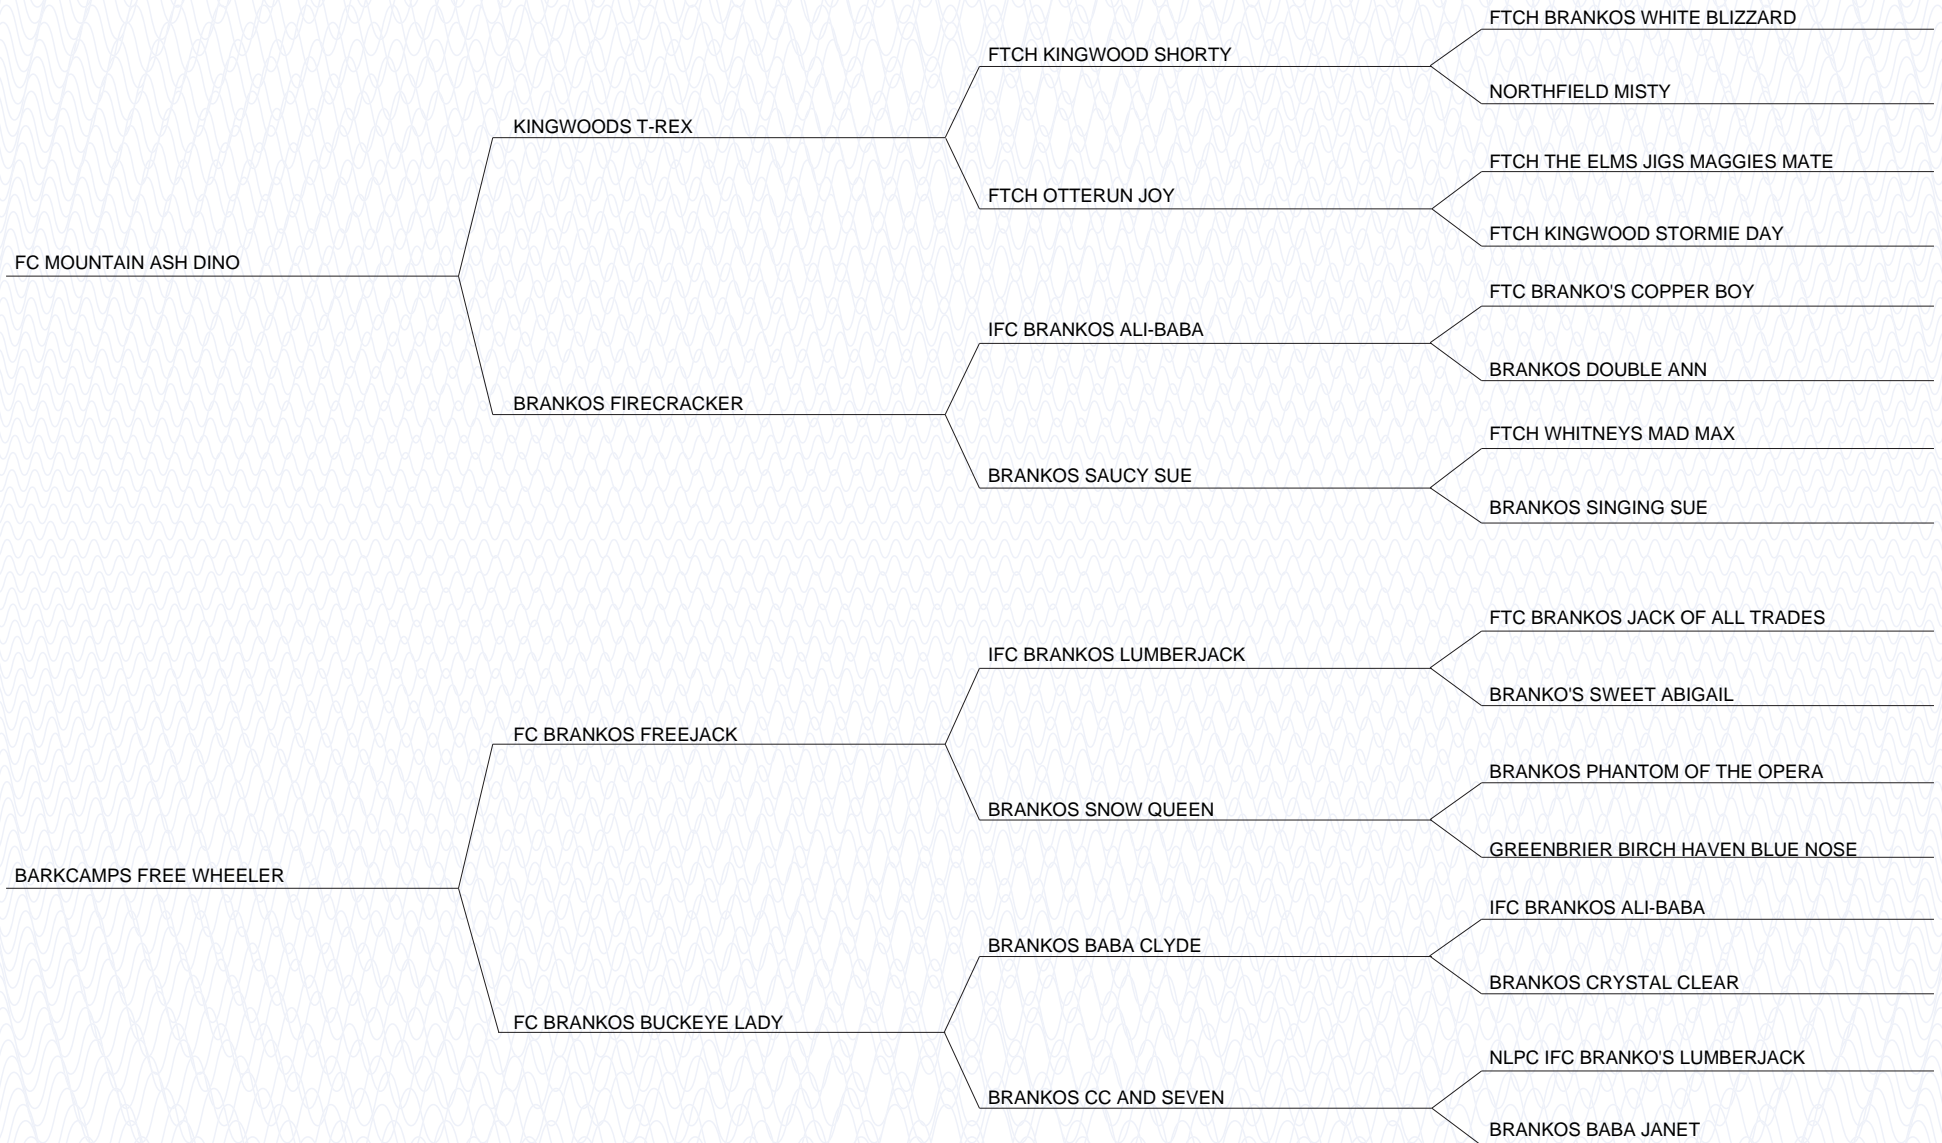 FTCH BRANKOS WHITE BLIZZARD
FTCH KINGWOOD SHORTY
NORTHFIELD MISTY
KINGWOODS T-REX
FTCH THE ELMS JIGS MAGGIES MATE
FTCH OTTERUN JOY
FTCH KINGWOOD STORMIE DAY
FC MOUNTAIN ASH DINO
FTC BRANKO'S COPPER BOY
IFC BRANKOS ALI-BABA
BRANKOS DOUBLE ANN
BRANKOS FIRECRACKER
FTCH WHITNEYS MAD MAX
BRANKOS SAUCY SUE
BRANKOS SINGING SUE
FTC BRANKOS JACK OF ALL TRADES
IFC BRANKOS LUMBERJACK
BRANKO'S SWEET ABIGAIL
FC BRANKOS FREEJACK
BRANKOS PHANTOM OF THE OPERA
BRANKOS SNOW QUEEN
GREENBRIER BIRCH HAVEN BLUE NOSE
BARKCAMPS FREE WHEELER
IFC BRANKOS ALI-BABA
BRANKOS BABA CLYDE
BRANKOS CRYSTAL CLEAR
FC BRANKOS BUCKEYE LADY
NLPC IFC BRANKO'S LUMBERJACK
BRANKOS CC AND SEVEN
BRANKOS BABA JANET